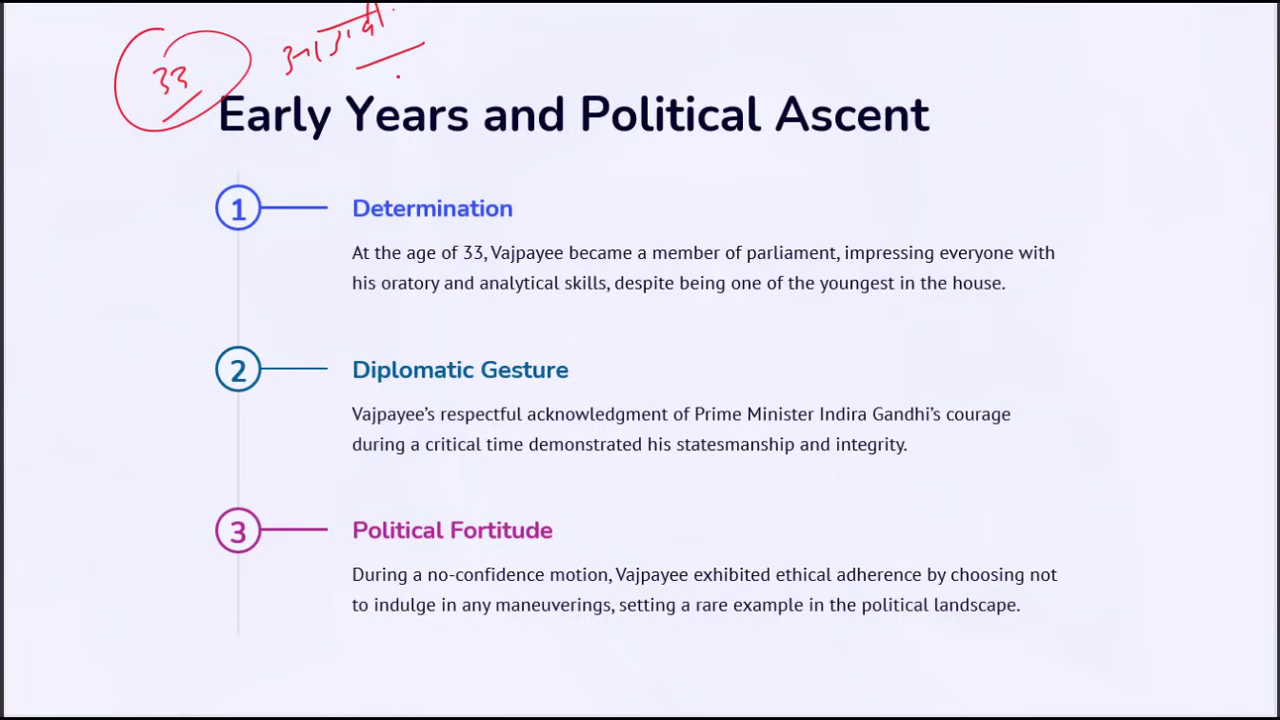 33
Early Years and Political Ascent
1
Determination
At the age of 33, Vajpayee became a member of parliament, impressing everyone with
his oratory and analytical skills, despite being one of the youngest in the house.
2
Diplomatic Gesture
Vajpayee’s respectful acknowledgment of Prime Minister Indira Gandhi’s courage
during a critical time demonstrated his statesmanship and integrity.
3
Political Fortitude
During a no-confidence motion, Vajpayee exhibited ethical adherence by choosing not
to indulge in any maneuverings, setting a rare example in the political landscape.